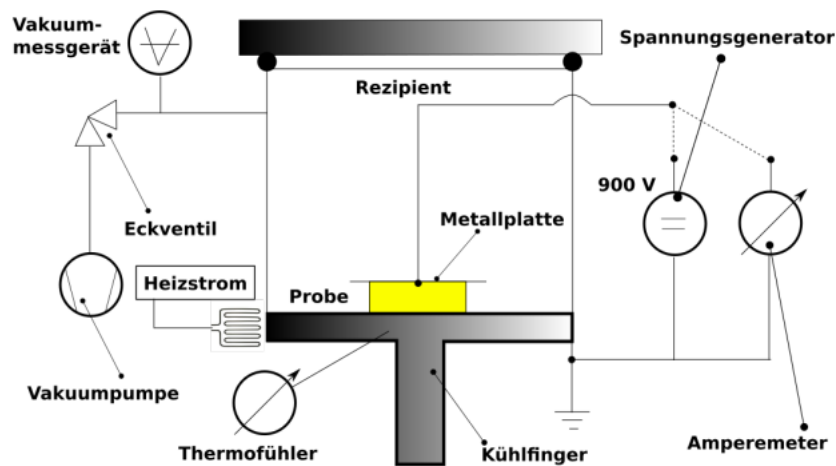 Vakuum-
messgerät
Spannungsgenerator
Rezipient
900 V
Eckventil
Metallplatte
Heizstrom
Probe
Vakuumpumpe
Thermofühler
Kühlfinger
Amperemeter